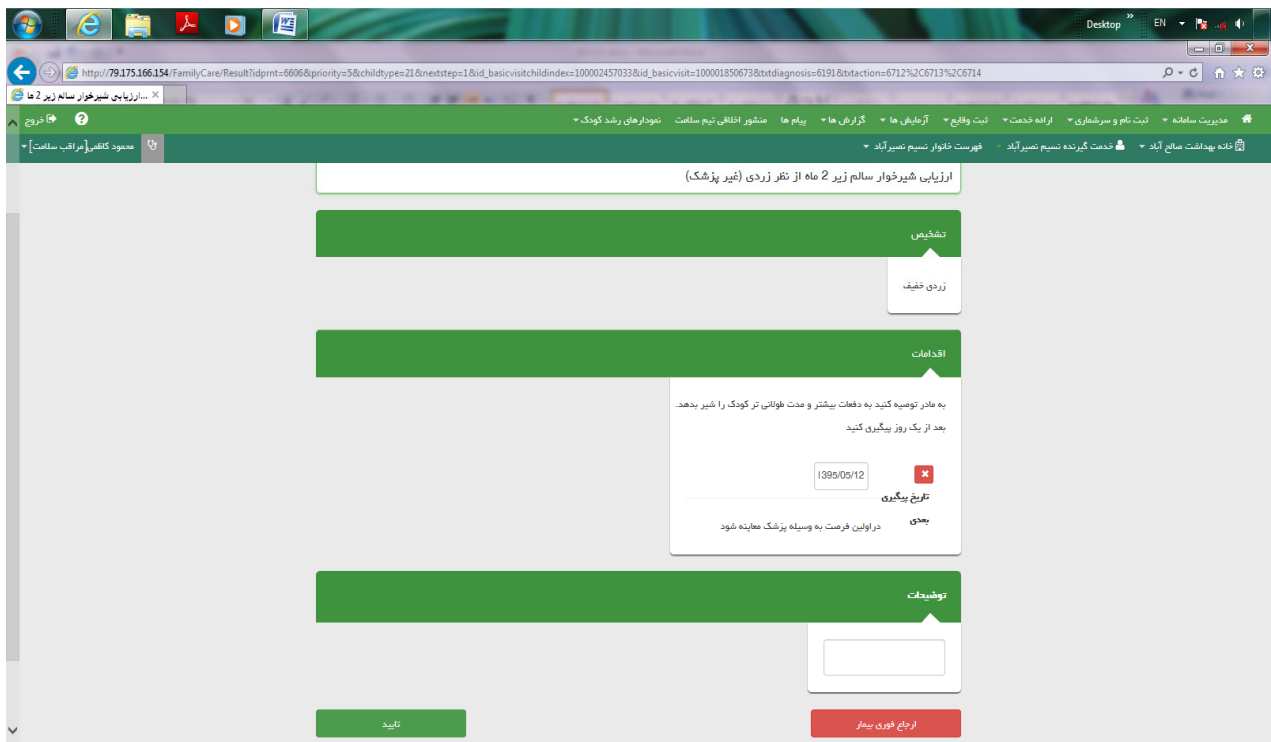 Desktop
EN
http://79.175.166.154/FamilyCare/Result?idprnt=6606&priority=5&childtype=21&nextstep=1&id_basicvisitchildindex=100002457033&id_basicvisit=100001850673&txtdiagnosis=6191&txtaction=6712%2C6713%2C6714
ارزیابی شیرخوار سالم زیر 2 ما...
مدیریت سامانه ثبت نام و سرشماری ارائه خدمت ثبت وقایع آزمایش ها گزارش ها پیام ها منشور اخلاقی تیم سلامت نمودارهای رشد کودک خروج
خانه بهداشت صالح آباد خدمت گیرنده نسیم نصیرآباد فهرست خانوار نسیم نصیرآباد محمود کاظمی[مراقب سلامت]
ارزیابی شیرخوار سالم زیر 2 ماه از نظر زردی (غیر پزشک)
تشخیص
زردی خفیف
اقدامات
به مادر توصیه کنید به دفعات بیشتر و مدت طولانی تر کودک را شیر بدهد.
بعد از یک روز پیگیری کنید
1395/05/12
تاریخ پیگیری
بعدی
دراولین فرصت به وسیله پزشک معاینه شود
توضیحات
ارجاع فوری بیمار
تایید